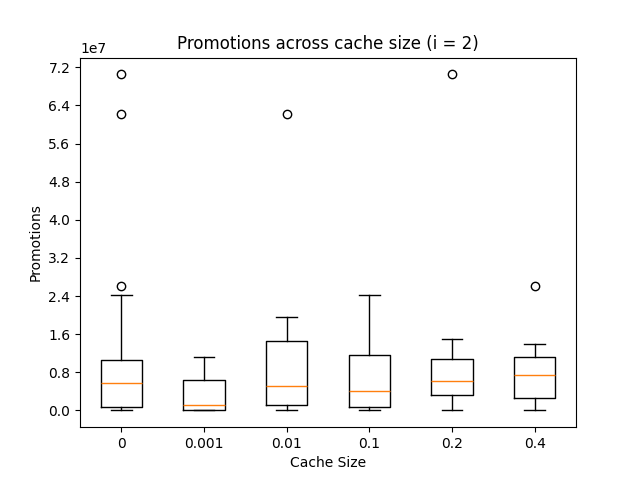 Promotions across cache size (i = 2)
1e7
7.2
6.4
5.6
4.8
4.0
3.2
2.4
1.6
0.8
0.0
Promotions
0 0.001 0.01 0.1 0.2 0.4
Cache Size